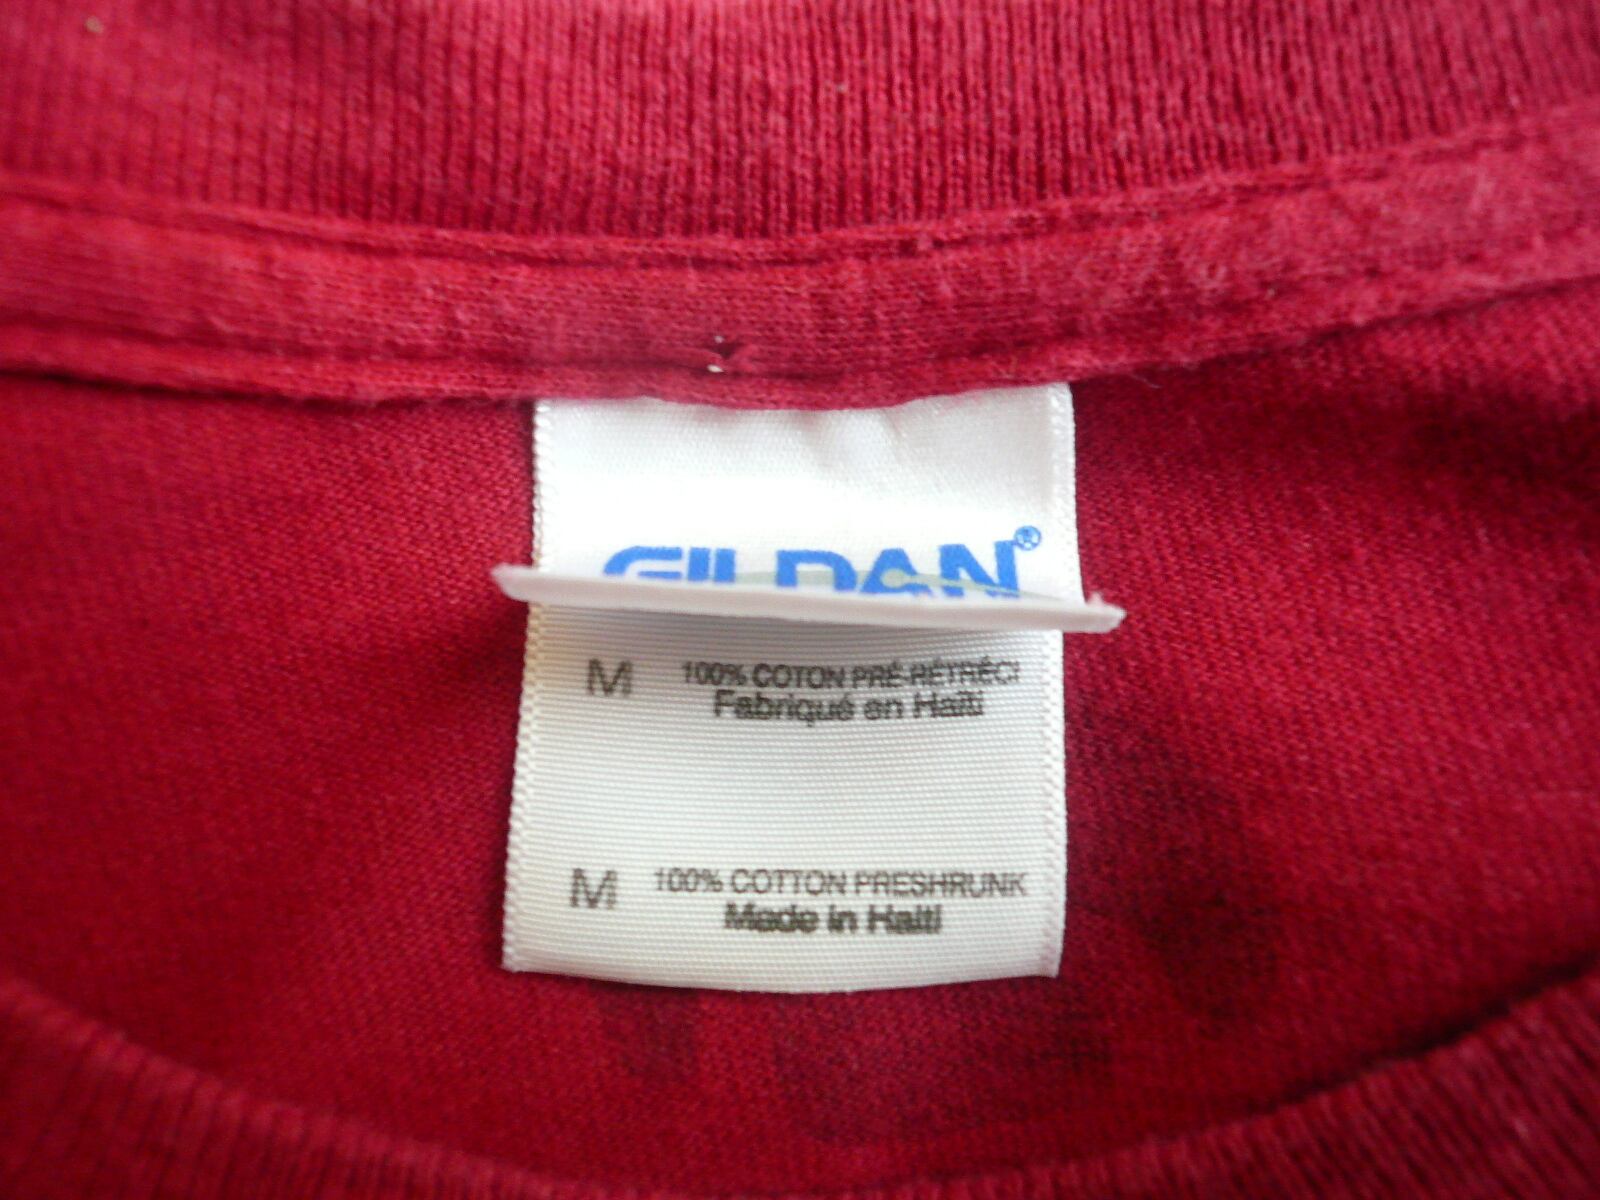 GILDAN®
M 100% COTON PRÉ-RÉTRÉCI
Fabriqué en Haïti
M 100% COTTON PRESHRUNK
Made in Haiti